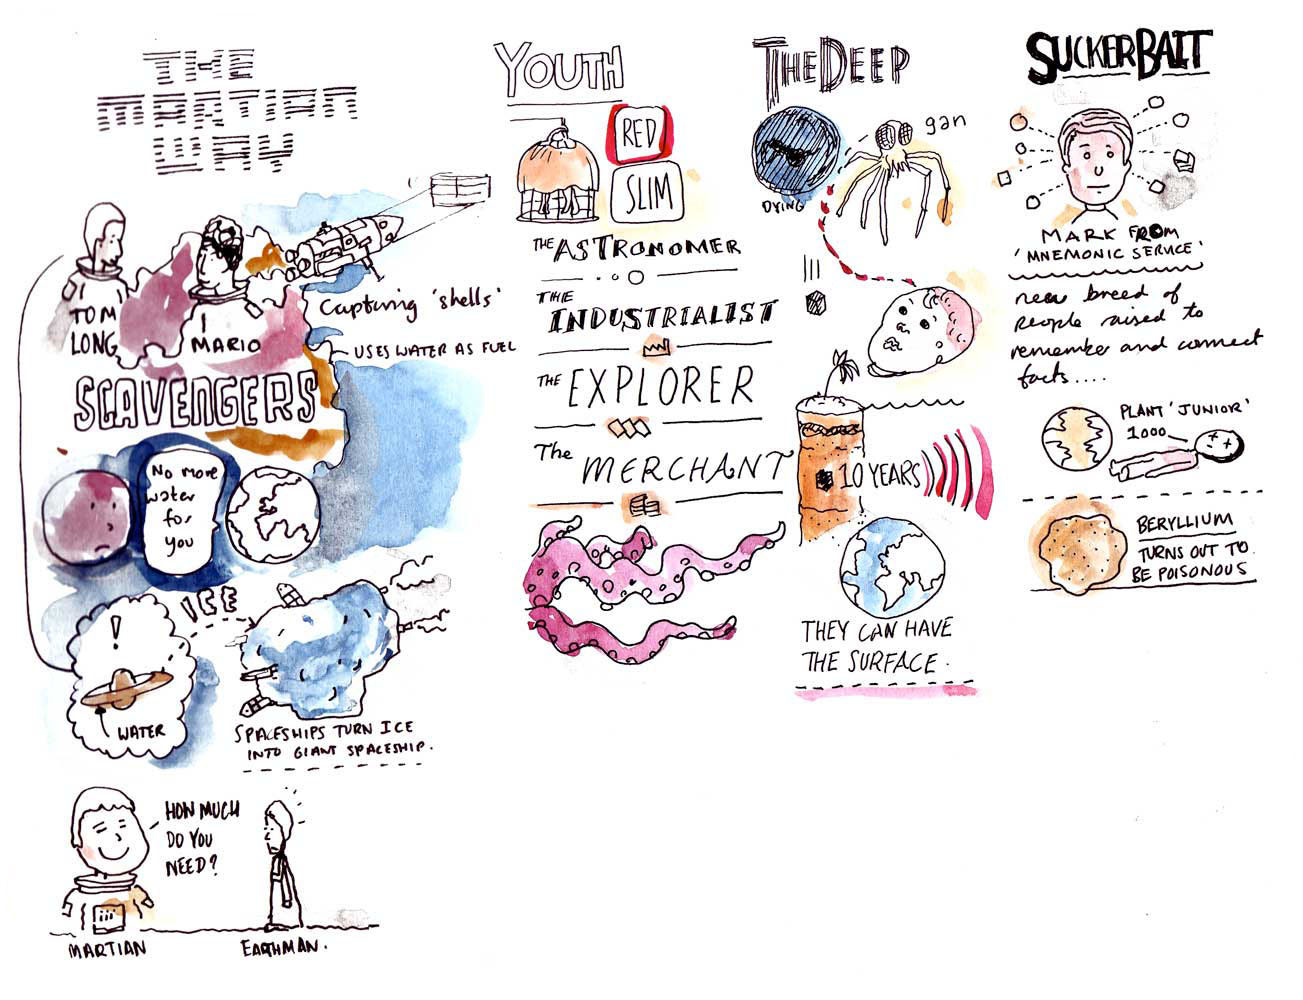 THE
MARTION
WAY
TOM
LONG
MARIO
Capturing 'shells'
USES WATER AS FUEL
SCAVENGERS
No more
water
for
you
ICE
!
WATER
SPACESHIPS TURN ICE
INTO GIANT SPACESHIP.
HOW MUCH
DO YOU
NEED?
MARTIAN
EARTHMAN.
YOUTH
RED
SLIM
THE ASTRONOMER
THE
INDUSTRIALIST
THE EXPLORER
The MERCHANT
THE DEEP
gan
DYING
10 YEARS
THEY CAN HAVE
THE SURFACE.
SUCKER BAIT
MARK FROM
'MNEMONIC SERVICE'
new breed of
people raised to
remember and connect
facts....
PLANT 'JUNIOR'
1000
BERYLLIUM
TURNS OUT TO
BE POISONOUS